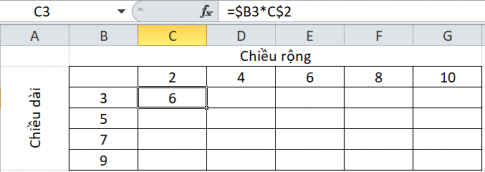 C3 fx =$B3*C$2
A B C D E F G
Chiều rộng
2 4 6 8 10
Chiều dài
3 6
5
7
9